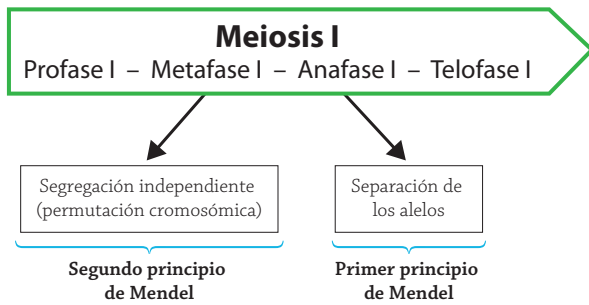 Meiosis I
Profase I – Metafase I – Anafase I – Telofase I
Segregación independiente
(permutación cromosómica)
Separación de
los alelos
Segundo principio
de Mendel
Primer principio
de Mendel